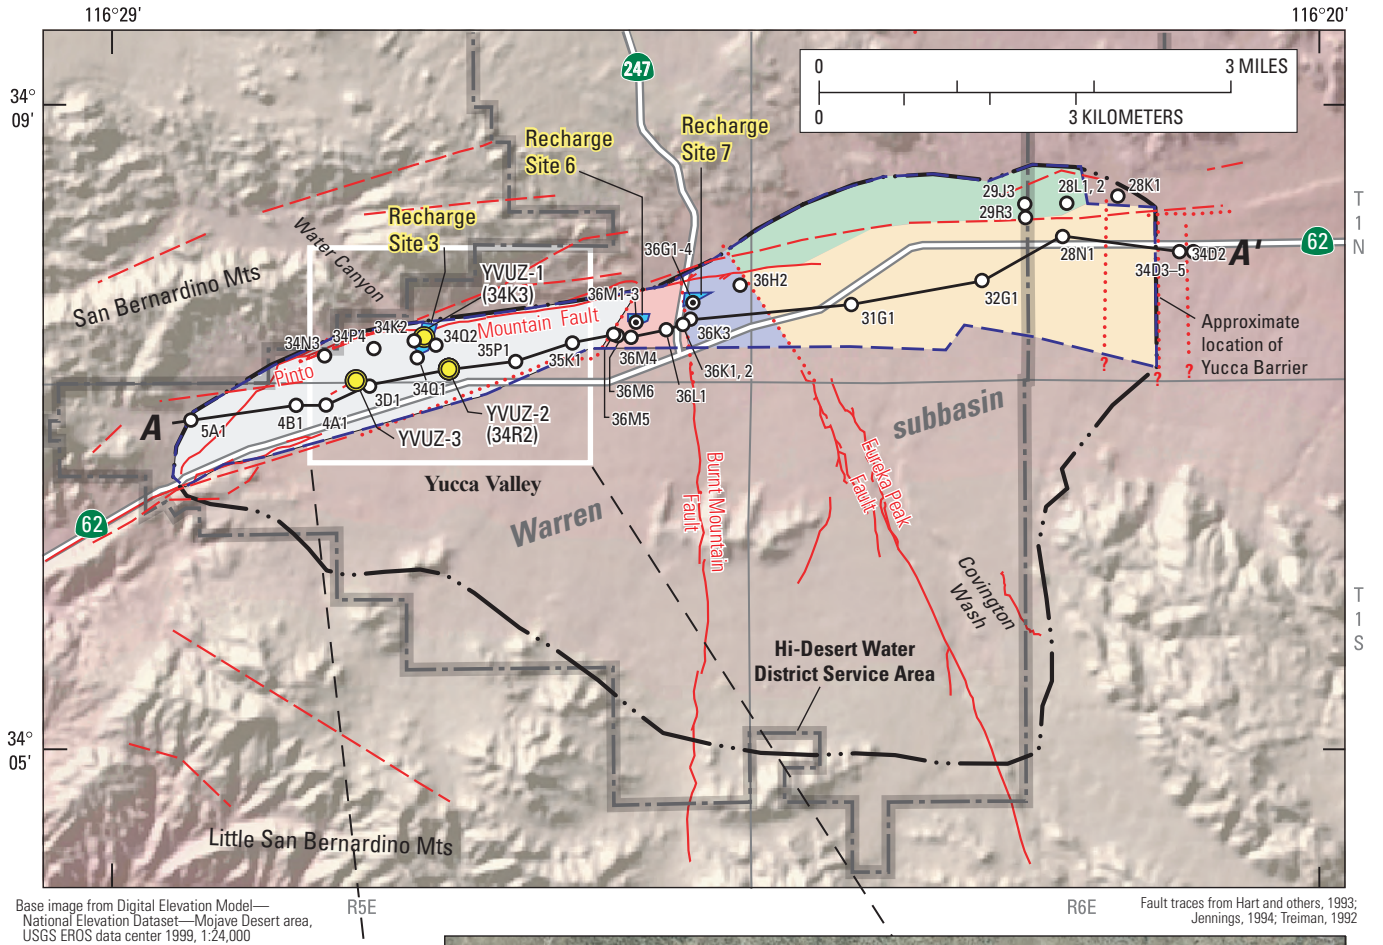 116°29'
116°20'
247
0
3 MILES
0
3 KILOMETERS
34°
09'
Recharge
Site 6
Recharge
Site 7
Recharge
Site 3
Water Canyon
San Bernardino Mts
YVUZ-1
(34K3)
36G1-4
36M1-3
36H2
29J3
29R3
28L1, 2
28K1
28N1
34D2
34D3–5
A'
62
T
1
N
32G1
31G1
Approximate
location of
Yucca Barrier
34N3
34P4
34K2
34Q2
Mountain Fault
Pinto
35P1
35K1
36M4
36K3
36K1, 2
36M6
36L1
36M5
34Q1
3D1
A
5A1
4B1
4A1
YVUZ-2
(34R2)
YVUZ-3
?
?
?
Yucca Valley
Warren
subbasin
Burnt Mountain
Fault
Eureka Peak
Fault
Covington
Wash
62
T
1
S
Hi-Desert Water
District Service Area
34°
05'
Little San Bernardino Mts
R5E
R6E
Base image from Digital Elevation Model—
National Elevation Dataset—Mojave Desert area,
USGS EROS data center 1999, 1:24,000
Fault traces from Hart and others, 1993;
Jennings, 1994; Treiman, 1992